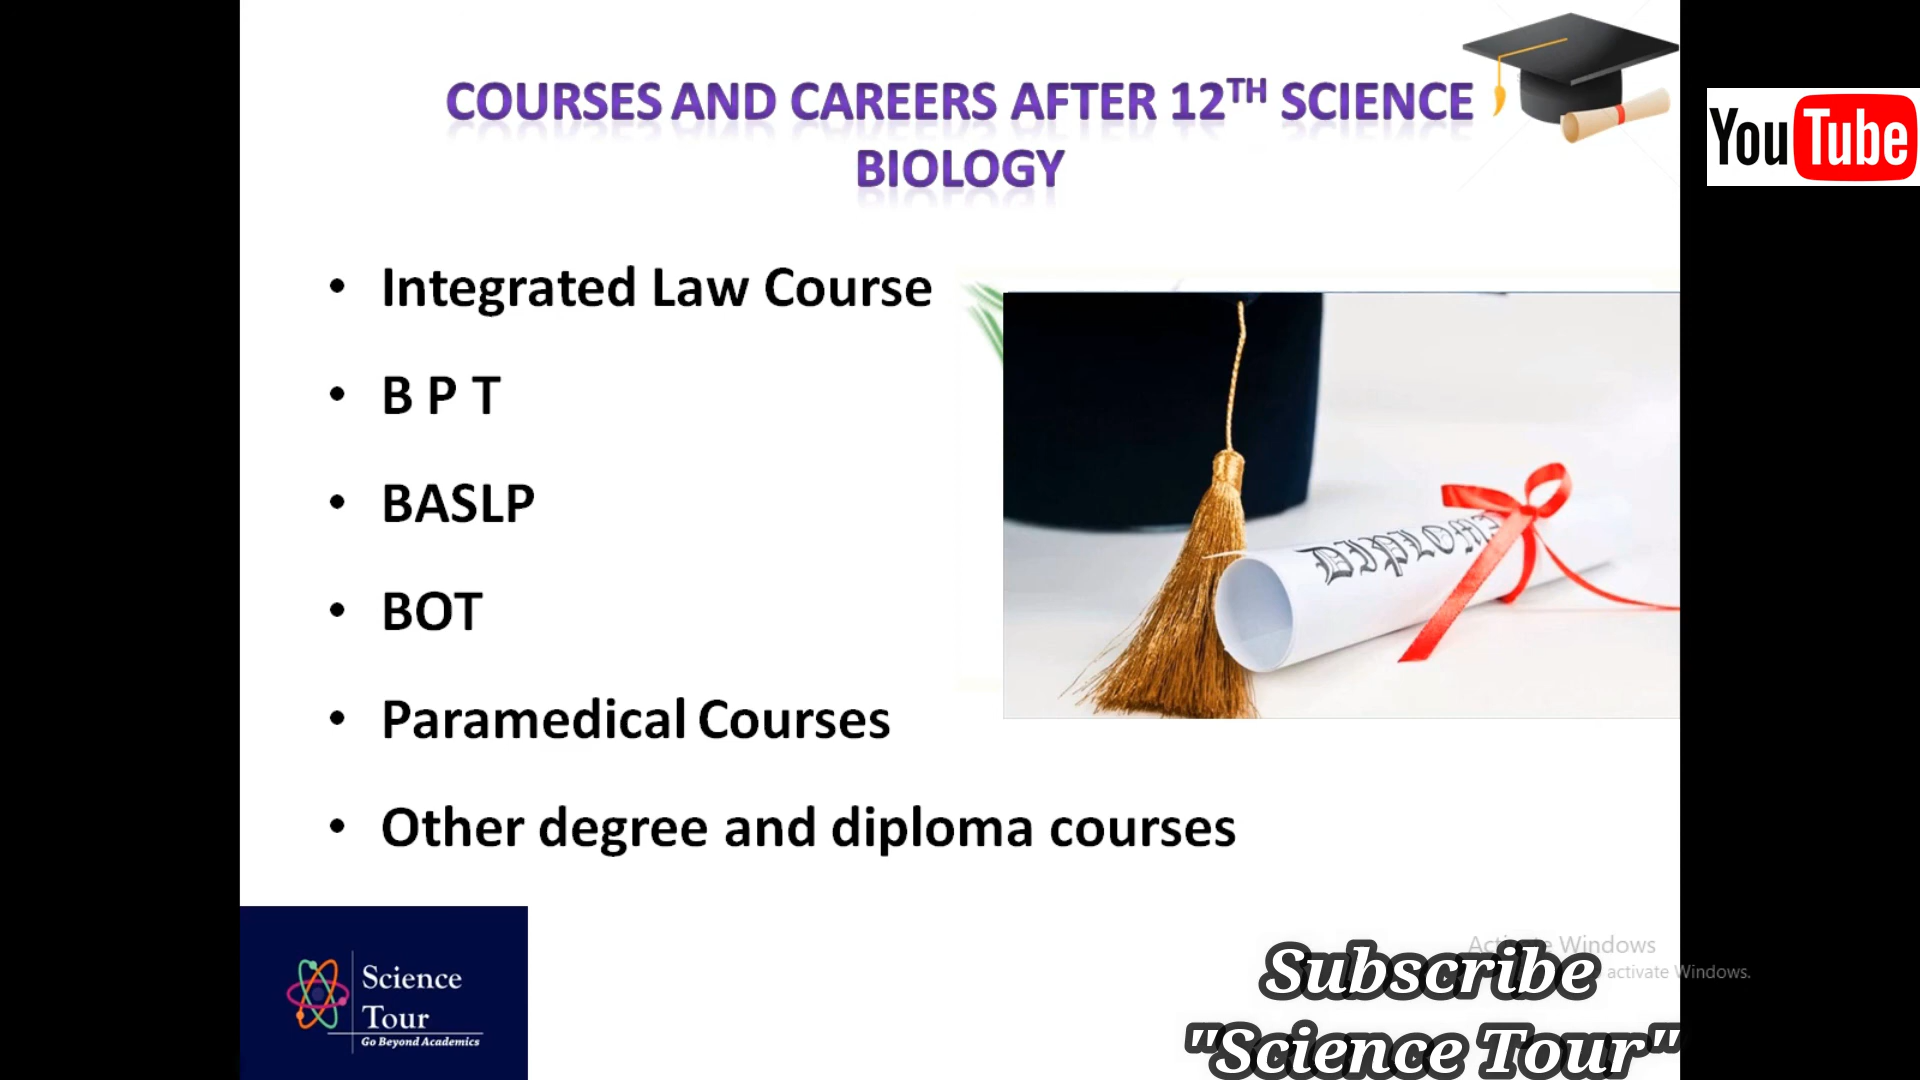 COURSES AND CAREERS AFTER 12TH SCIENCE
BIOLOGY
YouTube
• Integrated Law Course
• B P T
• BASLP
• BOT
• Paramedical Courses
• Other degree and diploma courses
Science
Tour
Go Beyond Academics
Windows
activate Windows.
Subscribe
"Science Tour"